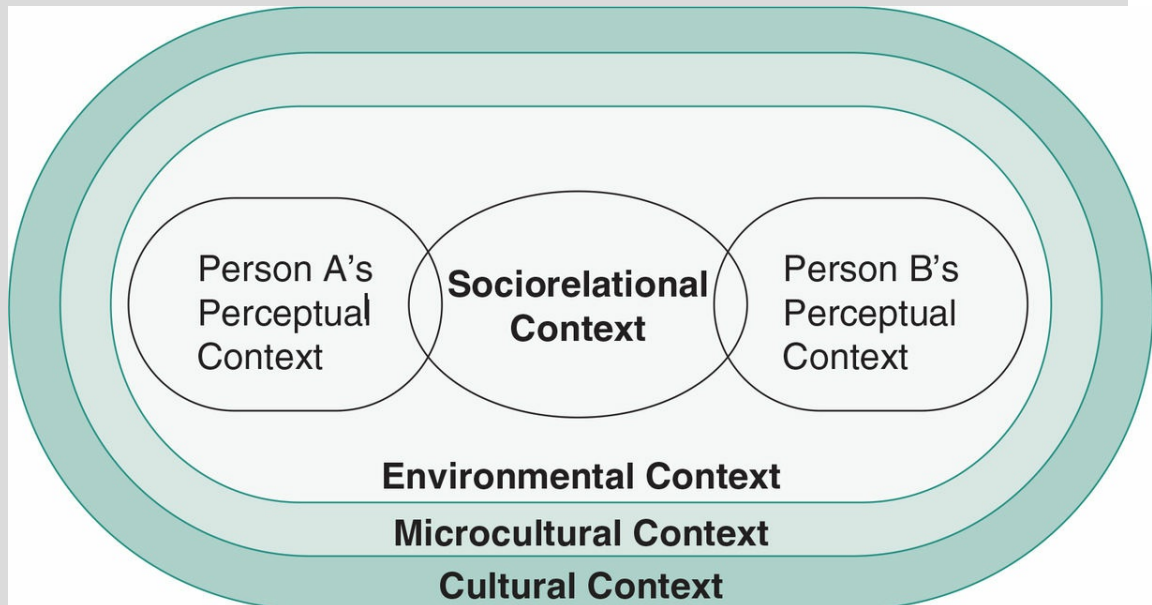 Person A’s
Perceptual
Context
Sociorelational
Context
Person B’s
Perceptual
Context
Environmental Context
Microcultural Context
Cultural Context